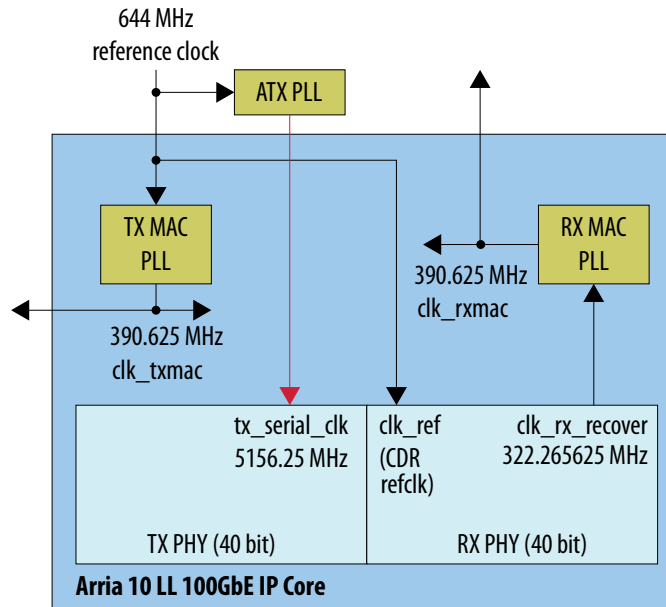 644 MHz
reference clock
ATX PLL
TX MAC
PLL
RX MAC
PLL
390.625 MHz
clk_txmac
390.625 MHz
clk_rxmac
tx_serial_clk
5156.25 MHz
clk_ref
(CDR
refclk)
clk_rx_recover
322.265625 MHz
TX PHY (40 bit)
RX PHY (40 bit)
Arria 10 LL 100GbE IP Core